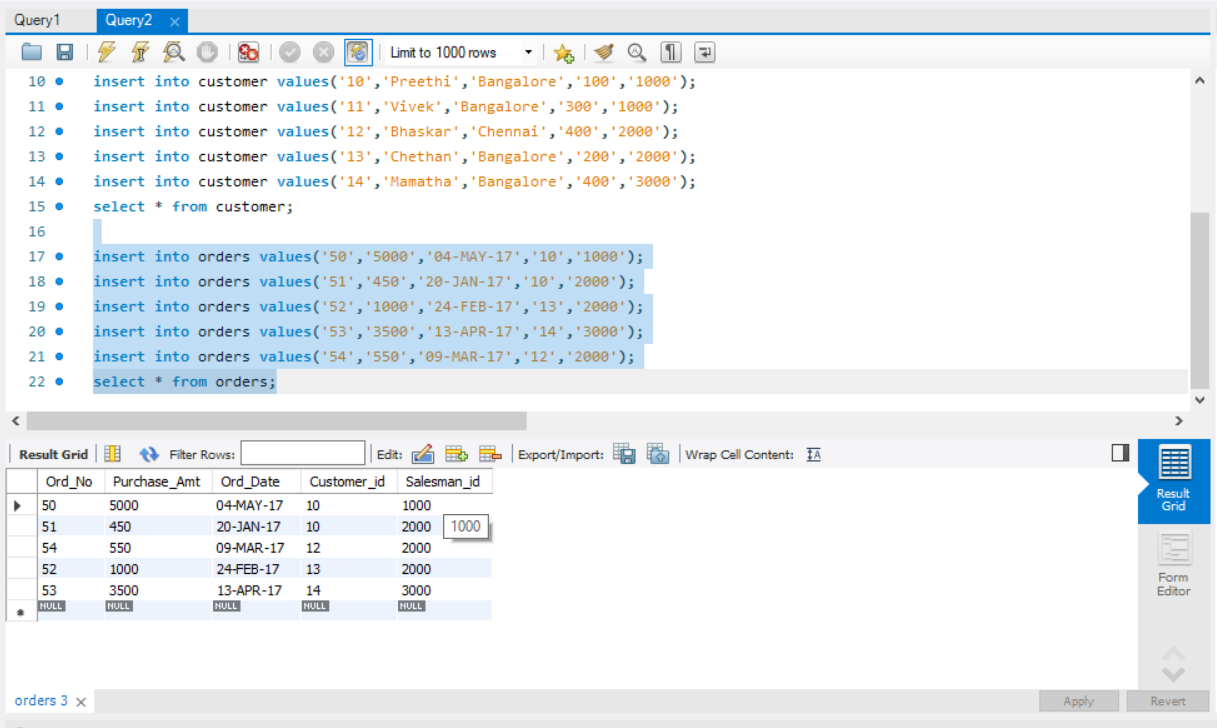 Query1 Query2
Limit to 1000 rows
10 insert into customer values('10','Preethi','Bangalore','100','1000');
11 insert into customer values('11','Vivek','Bangalore','300','1000');
12 insert into customer values('12','Bhaskar','Chennai','400','2000');
13 insert into customer values('13','Chethan','Bangalore','200','2000');
14 insert into customer values('14','Mamatha','Bangalore','400','3000');
15 select * from customer;
16
17 insert into orders values('50','5000','04-MAY-17','10','1000');
18 insert into orders values('51','450','20-JAN-17','10','2000');
19 insert into orders values('52','1000','24-FEB-17','13','2000');
20 insert into orders values('53','3500','13-APR-17','14','3000');
21 insert into orders values('54','550','09-MAR-17','12','2000');
22 select * from orders;
Result Grid Filter Rows: Edit: Export/Import: Wrap Cell Content: IA
Ord_No Purchase_Amt Ord_Date Customer_id Salesman_id
50 5000 04-MAY-17 10 1000
51 450 20-JAN-17 10 2000 1000
54 550 09-MAR-17 12 2000
52 1000 24-FEB-17 13 2000
53 3500 13-APR-17 14 3000
NULL NULL NULL NULL NULL
Result
Grid
Form
Editor
orders 3 Apply Revert